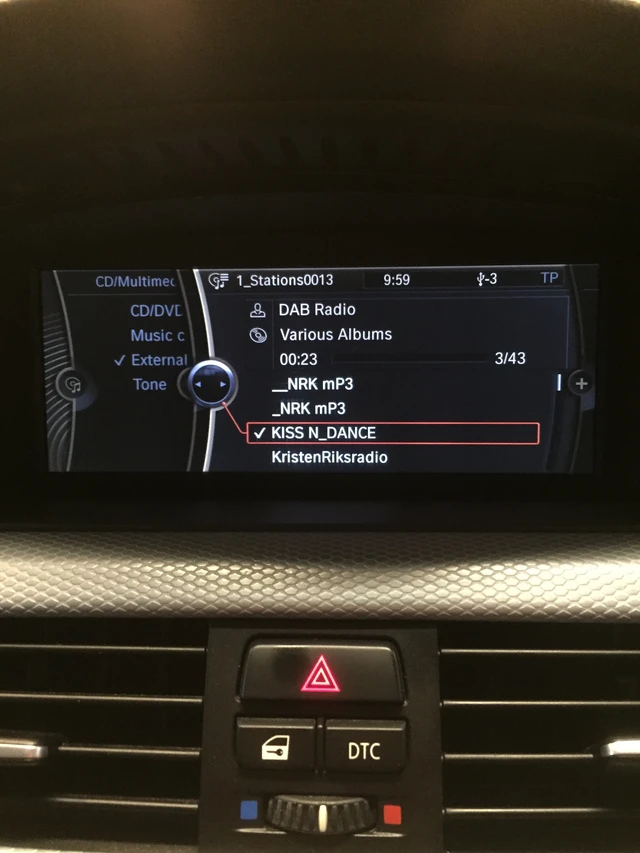 CD/Multimec
1_Stations0013 9:59 -3 TP
CD/DVD
DAB Radio
Music c
Various Albums
External
00:23 3/43
Tone
__NRK mP3
_NRK mP3
KISS N_DANCE
KristenRiksradio
DTC